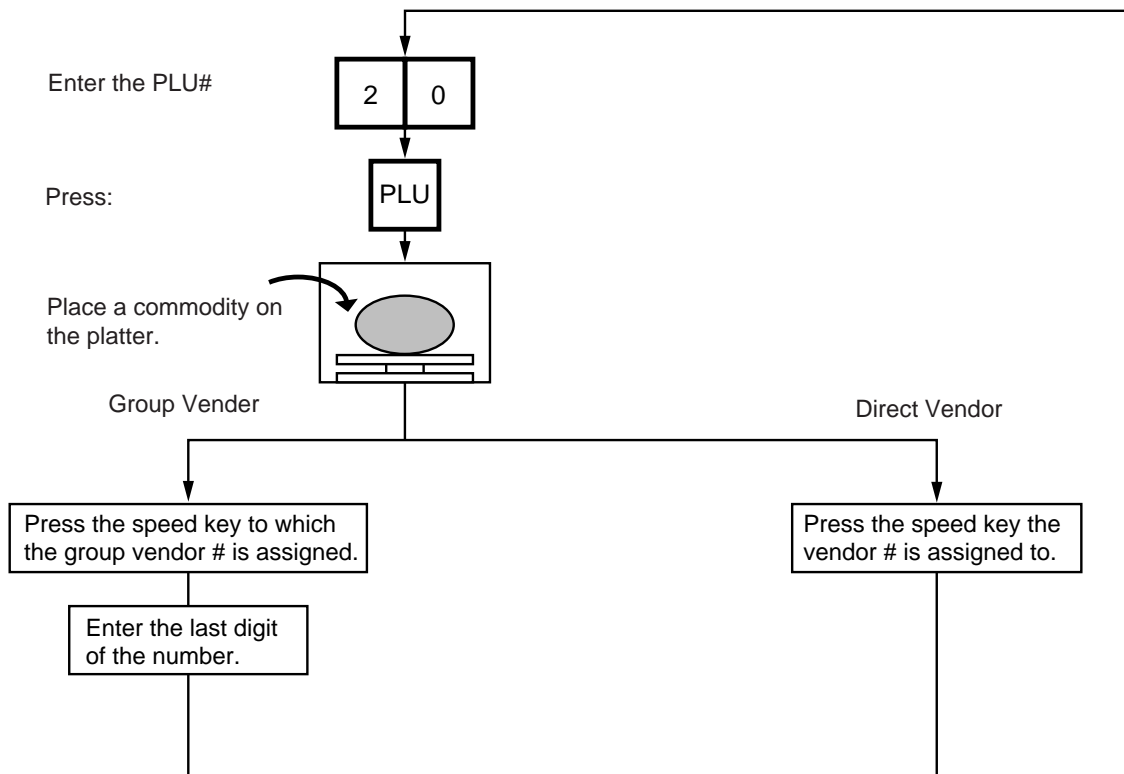 Enter the PLU#
2 0
Press:
PLU
Place a commodity on
the platter.
Group Vender
Direct Vendor
Press the speed key to which
the group vendor # is assigned.
Enter the last digit
of the number.
Press the speed key the
vendor # is assigned to.